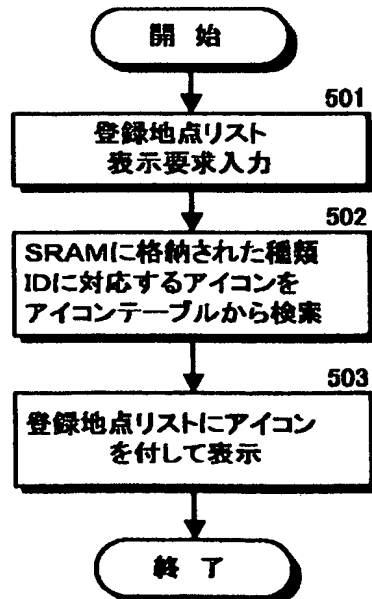 開 始
501
登録地点リスト
表示要求入力
502
SRAMに格納された種類
IDに対応するアイコンを
アイコンテーブルから検索
503
登録地点リストにアイコン
を付して表示
終 了